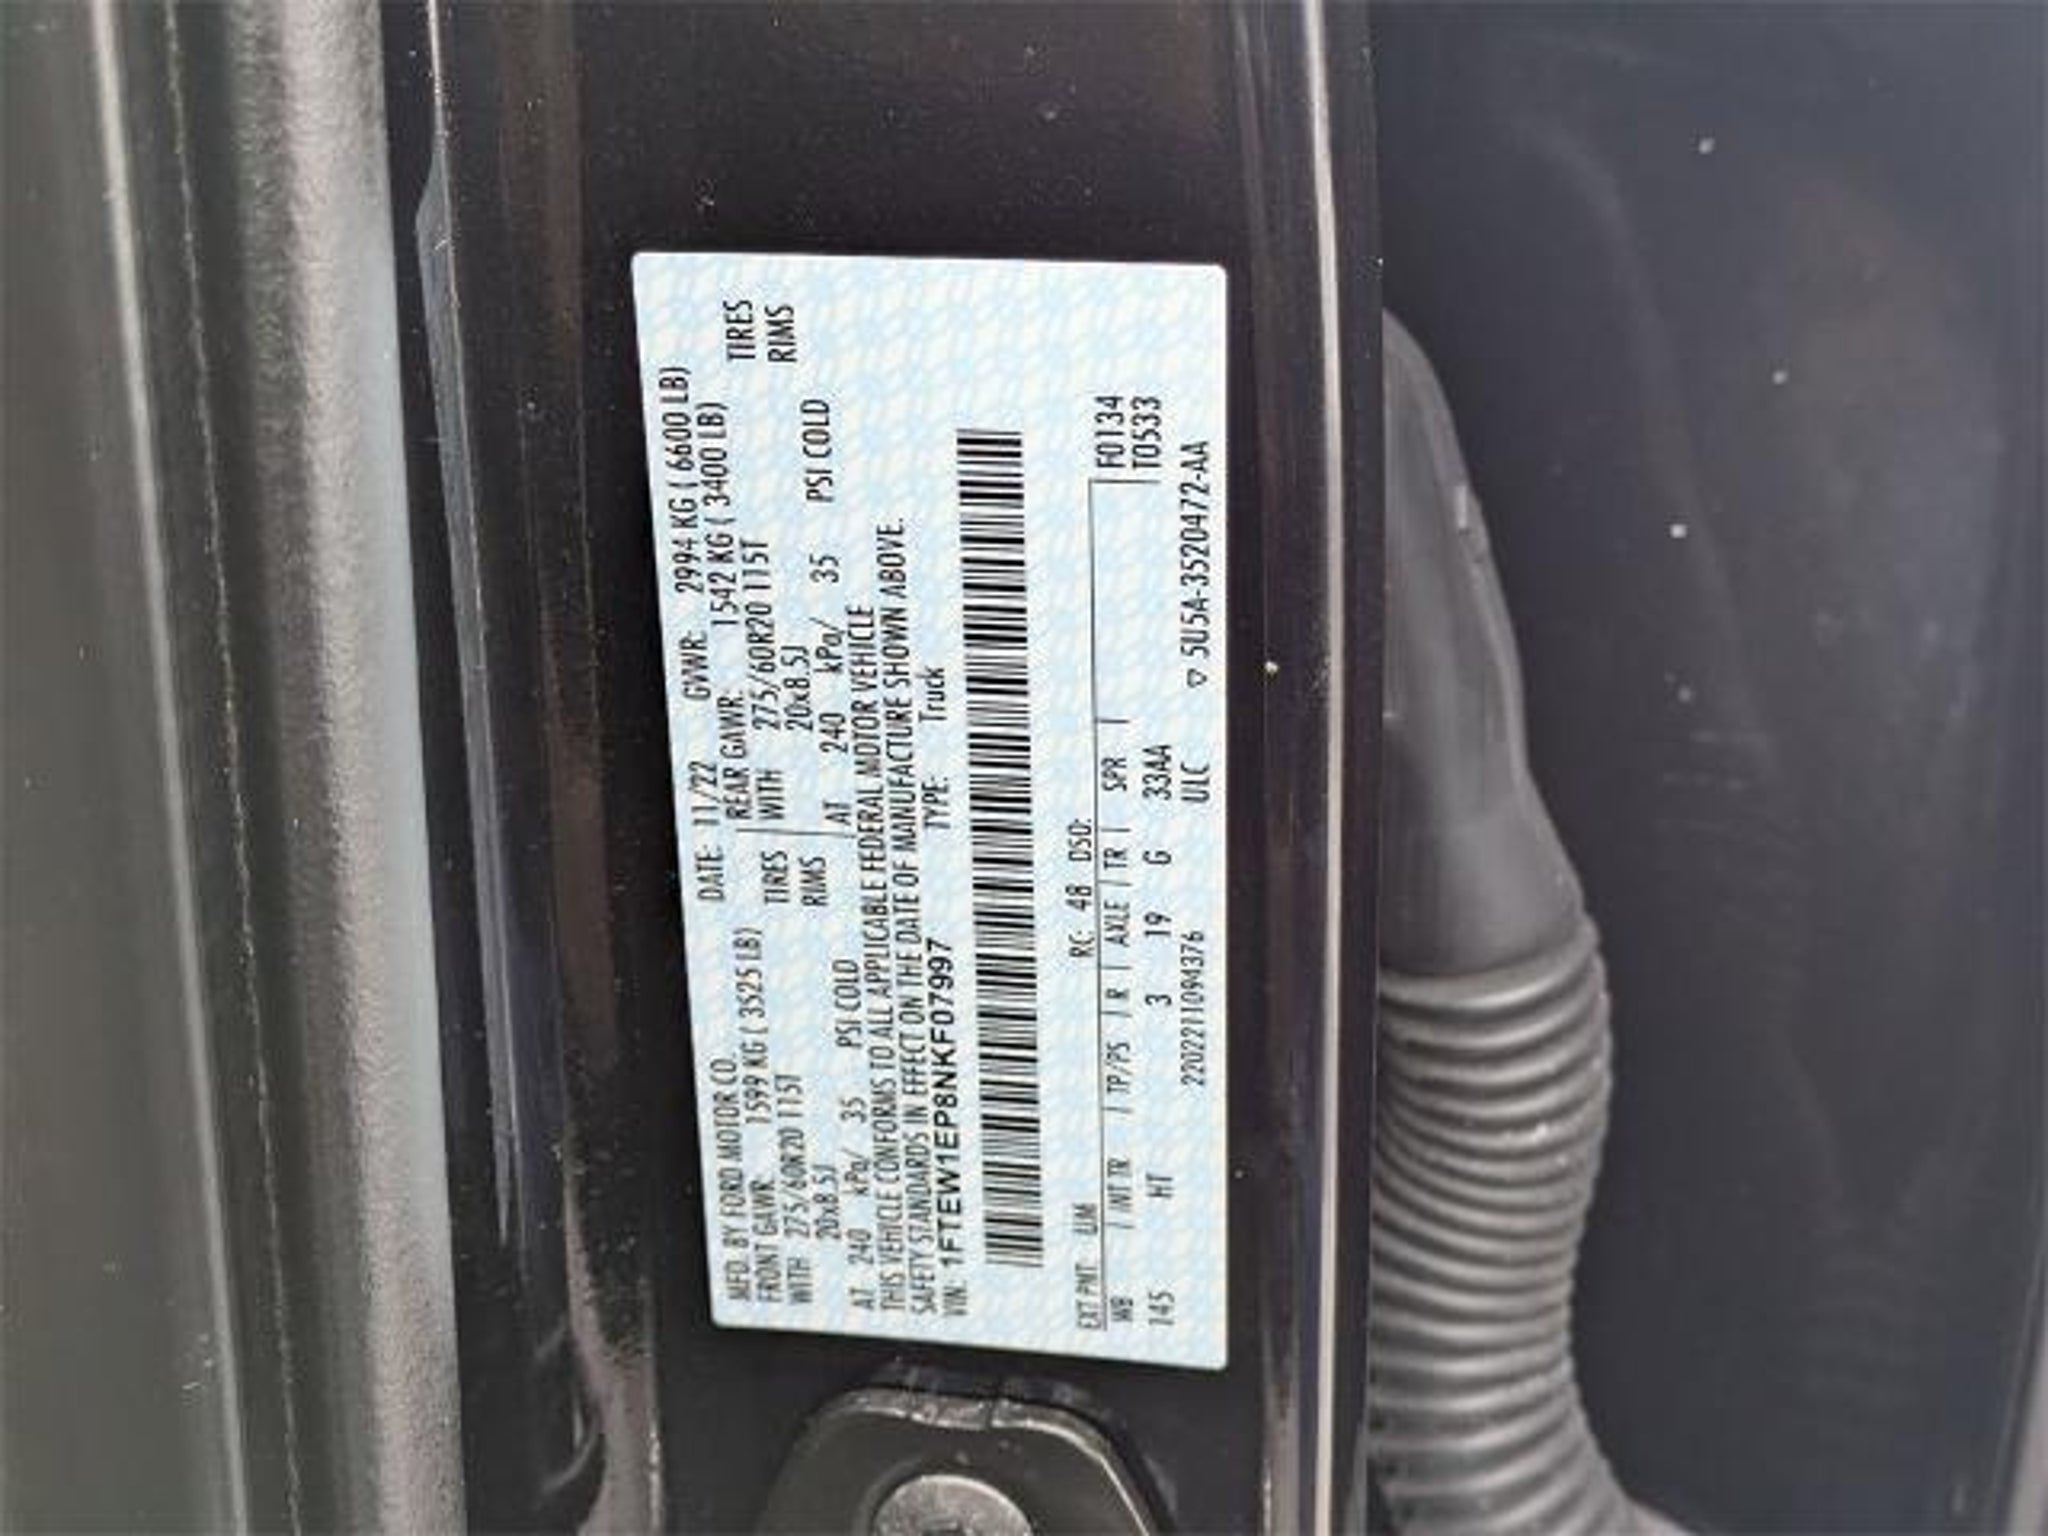 MFD. BY FORD MOTOR CO. DATE: 11/22 GVWR: 2994 KG ( 6600 LB)
FRONT GAWR: 1599 KG ( 3525 LB) REAR GAWR: 1542 KG ( 3400 LB)
WITH 275/60R20 115T TIRES WITH 275/60R20 115T TIRES
20x8.5J RIMS 20x8.5J RIMS
AT 240 kPa/ 35 PSI COLD AT 240 kPa/ 35 PSI COLD
THIS VEHICLE CONFORMS TO ALL APPLICABLE FEDERAL MOTOR VEHICLE
SAFETY STANDARDS IN EFFECT ON THE DATE OF MANUFACTURE SHOWN ABOVE.
VIN: 1FTEW1EP8NKF07997 TYPE: Truck
EXT PNT: UM RC: 48 DSO: F0134
WB / INT TR / TP/PS / R / AXLE / TR / SPR T0533
145 HT 3 19 G 33AA
22022110943​76 ULC ▽ 5U5A-3520472-AA